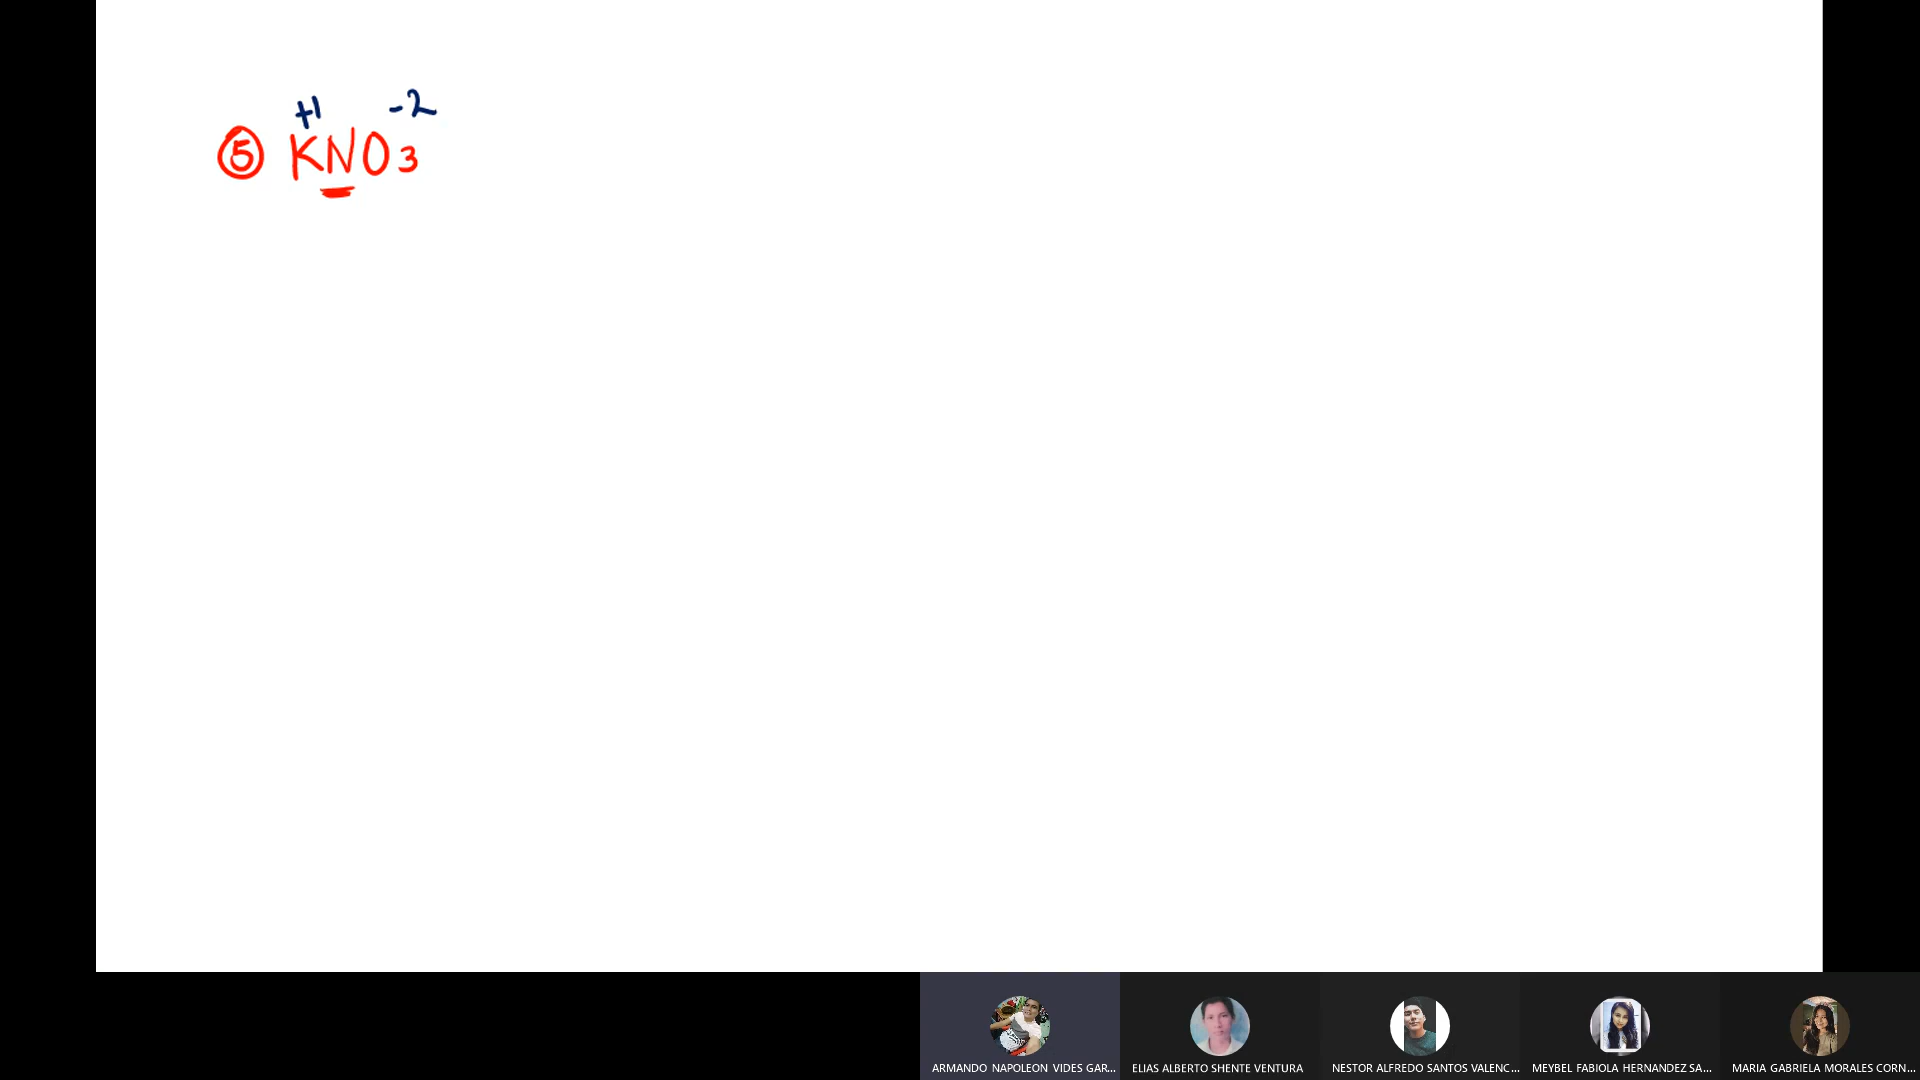 +1 -2
⑤ KNO3
ARMANDO NAPOLEON VIDES GAR...
ELIAS ALBERTO SHENTE VENTURA
NESTOR ALFREDO SANTOS VALENC...
MEYBEL FABIOLA HERNANDEZ SA...
MARIA GABRIELA MORALES CORN...